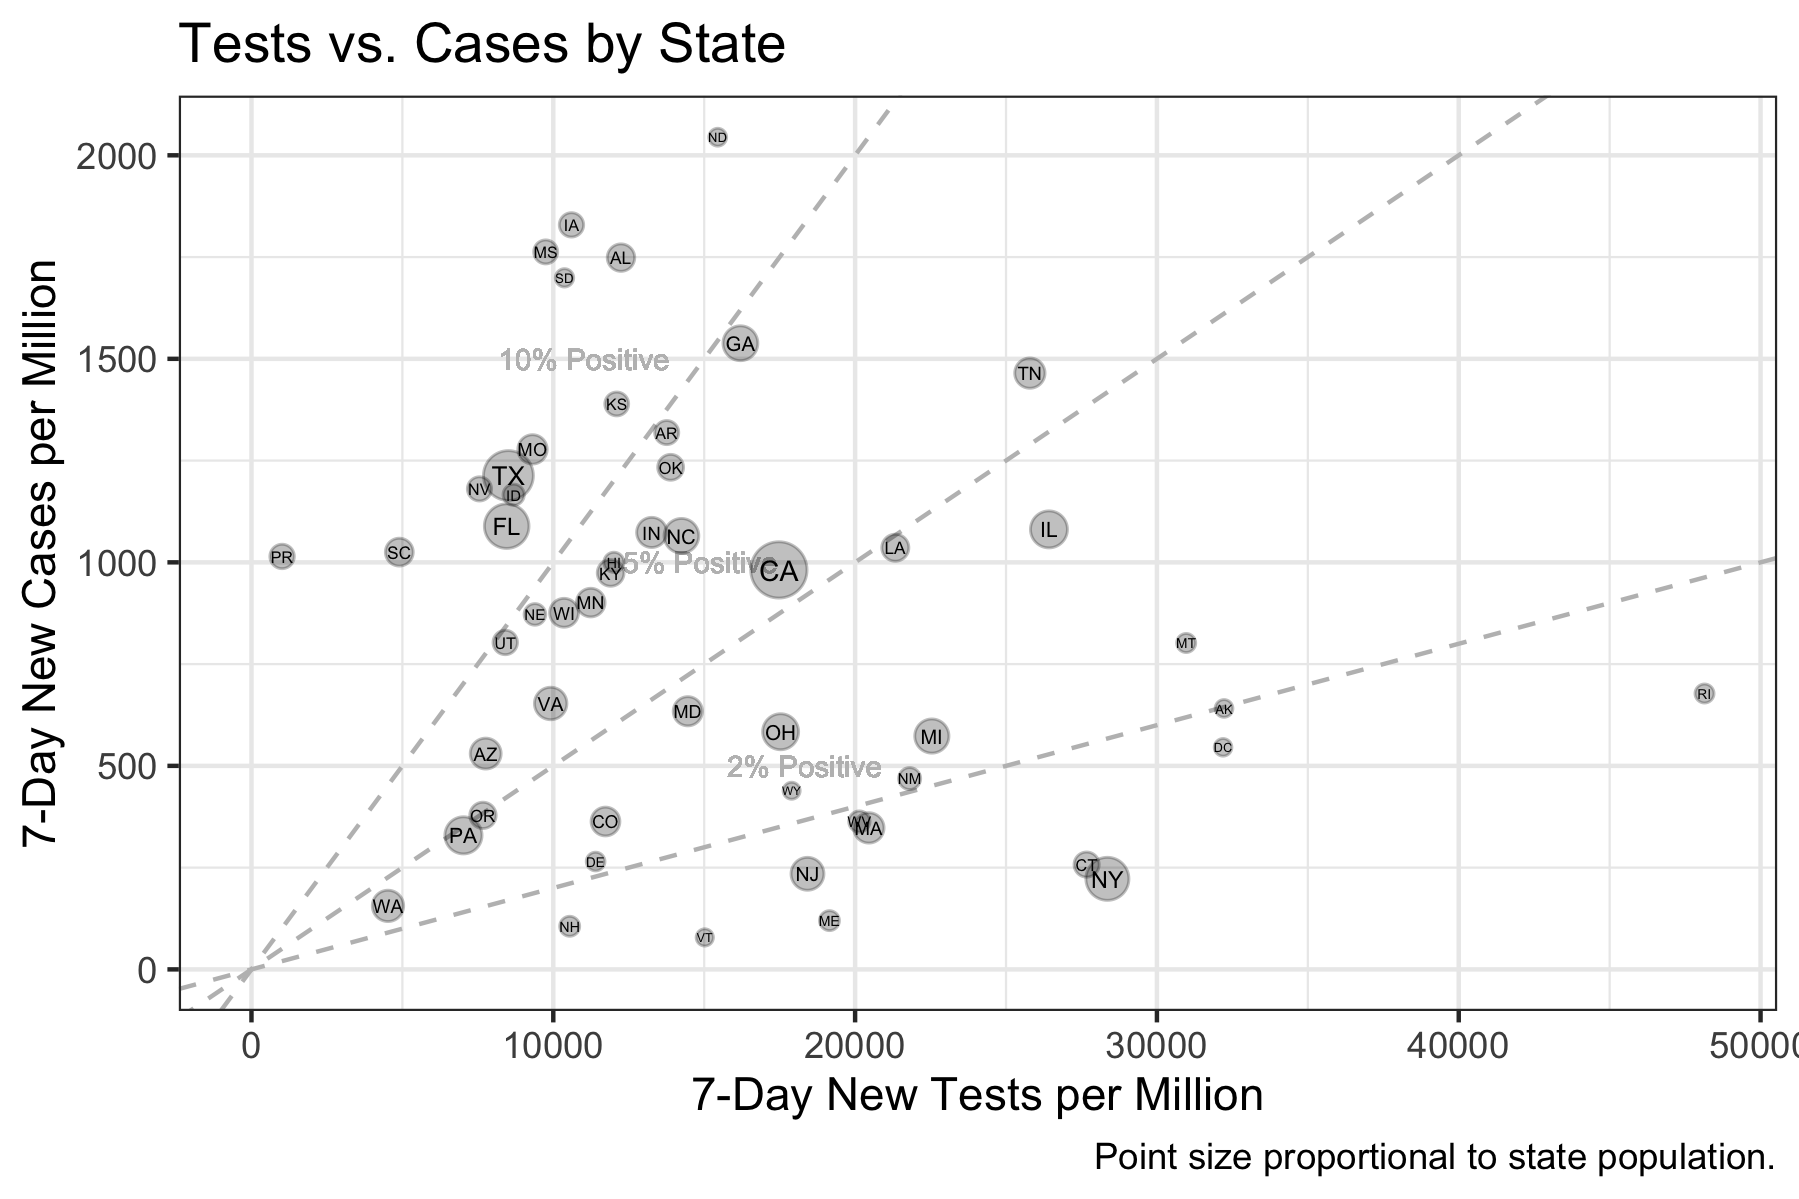 Tests vs. Cases by State
7-Day New Cases per Million
2000
1500
1000
500
0
ND
IA
MS
AL
SD
GA
10% Positive
TN
KS
AR
MO
OK
TX
NV
ID
FL
IL
IN
NC
LA
PR
SC
HI
5% Positive
KY
CA
MN
NE
WI
UT
MT
RI
VA
AK
MD
OH
MI
DC
AZ
2% Positive
NM
WY
OR
CO
WV
MA
PA
DE
CT
NJ
NY
WA
ME
NH
VT
0
10000
20000
30000
40000
5000
7-Day New Tests per Million
Point size proportional to state population.